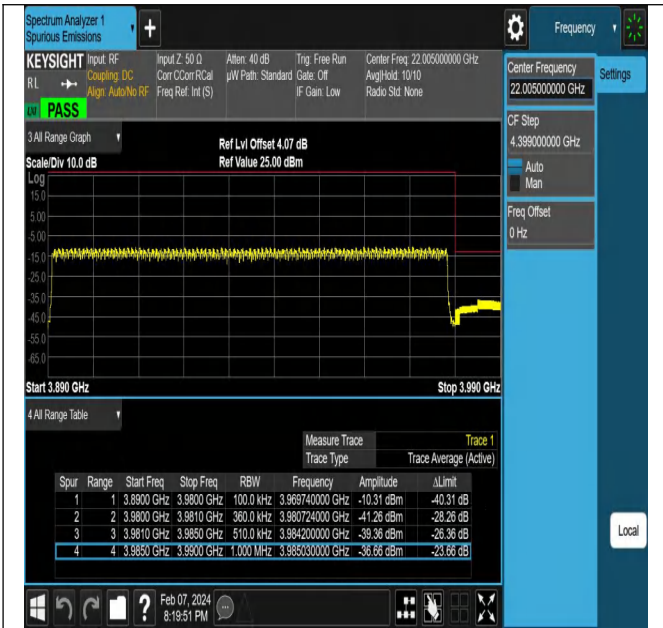 Spectrum Analyzer 1
Spurious Emissions
+
Frequency
KEYSIGHT
Input: RF
Input Z: 50 Ω
Atten: 40 dB
Trig: Free Run
Center Freq: 22.005000000 GHz
RL
Coupling: DC
Corr CCorr RCal
µW Path: Standard
Gate: Off
Avg|Hold: 10/10
Align: Auto/No RF
Freq Ref: Int (S)
IF Gain: Low
Radio Std: None
LXI
PASS
Center Frequency
22.005000000 GHz
Settings
CF Step
4.399000000 GHz
Auto
Man
Freq Offset
0 Hz
3 All Range Graph
Ref Lvl Offset 4.07 dB
Scale/Div 10.0 dB
Ref Value 25.00 dBm
Log
15.0
5.00
-5.00
-15.0
-25.0
-35.0
-45.0
-55.0
-65.0
Start 3.890 GHz
Stop 3.990 GHz
4 All Range Table
Measure Trace Trace 1
Trace Type Trace Average (Active)
Spur Range Start Freq Stop Freq RBW Frequency Amplitude ΔLimit
1 1 3.8900 GHz 3.9800 GHz 100.0 kHz 3.969740000 GHz -10.31 dBm -40.31 dB
2 2 3.9800 GHz 3.9810 GHz 360.0 kHz 3.980724000 GHz -41.26 dBm -28.26 dB
3 3 3.9810 GHz 3.9850 GHz 510.0 kHz 3.984200000 GHz -39.36 dBm -26.36 dB
4 4 3.9850 GHz 3.9900 GHz 1.000 MHz 3.985030000 GHz -36.66 dBm -23.66 dB
Local
?
Feb 07, 2024
8:19:51 PM